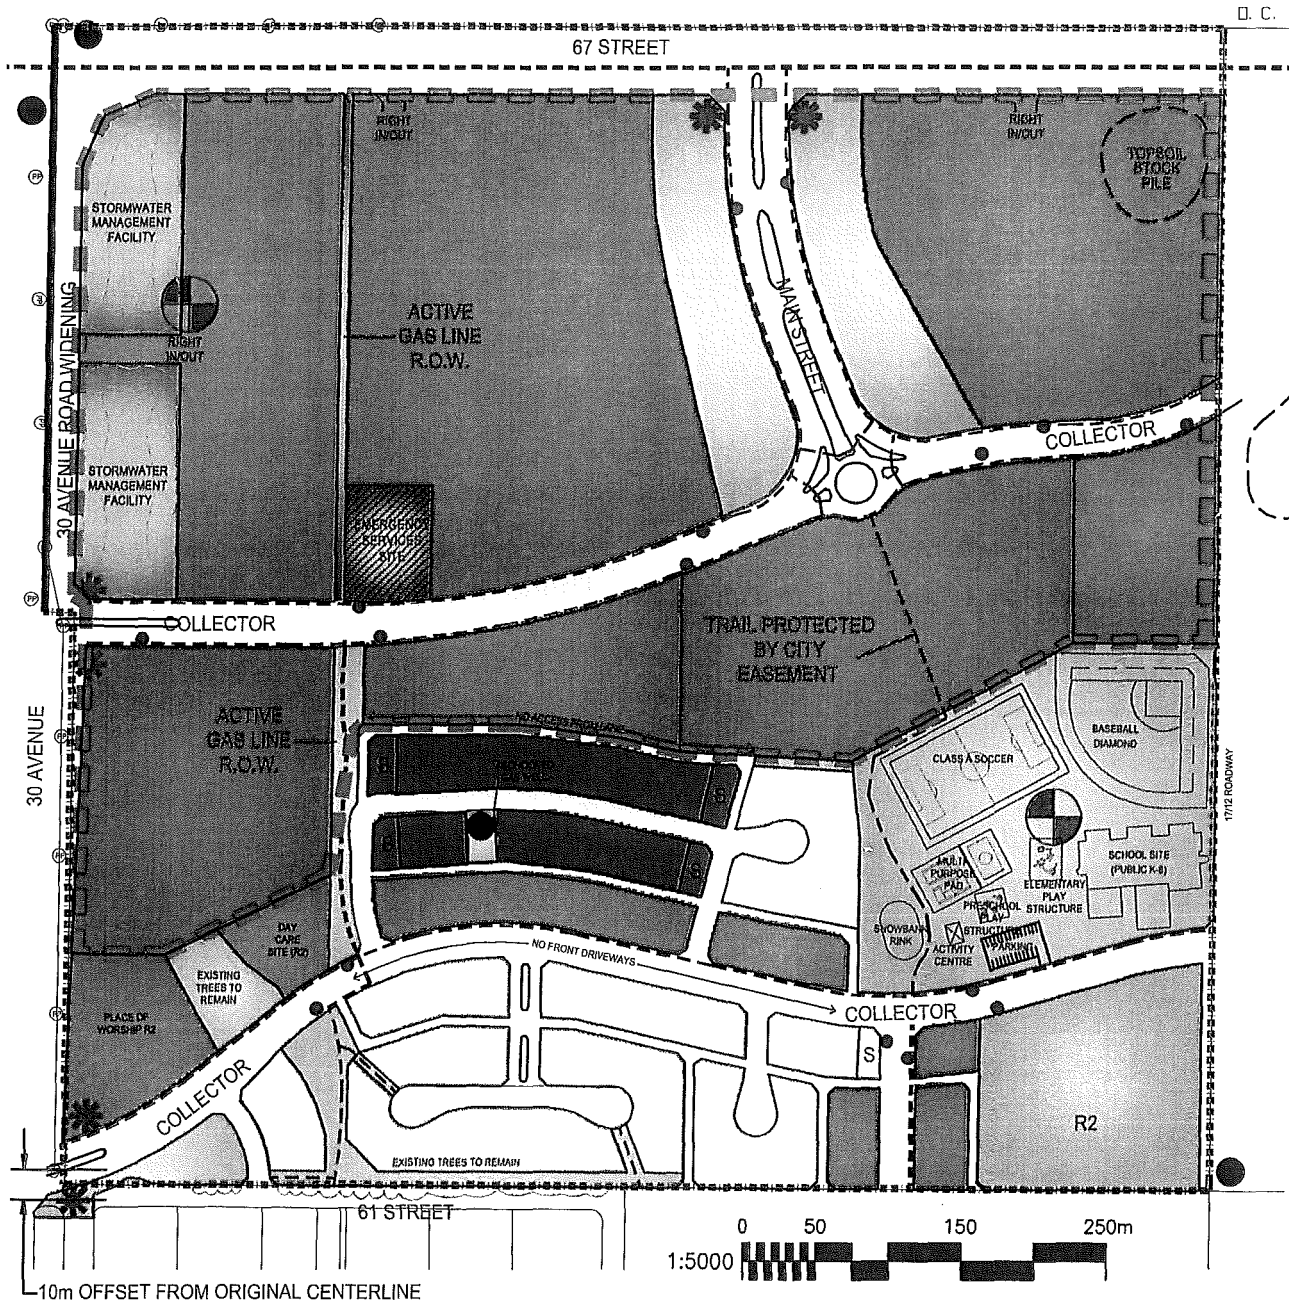 D. C.
67 STREET
RIGHT
IN/OUT
RIGHT
IN/OUT
TOPSOIL
STOCK
PILE
STORMWATER
MANAGEMENT
FACILITY
30 AVENUE ROAD WIDENING
RIGHT
IN/OUT
ACTIVE
GAS LINE
R.O.W.
MAIN STREET
COLLECTOR
STORMWATER
MANAGEMENT
FACILITY
EMERGENCY
SERVICES
SITE
COLLECTOR
TRAIL PROTECTED
BY CITY
EASEMENT
30 AVENUE
ACTIVE
GAS LINE
R.O.W.
NO ACCESS FROM LANE
BASEBALL
DIAMOND
CLASS A SOCCER
17/12 ROADWAY
S
S
S
S
SCHOOL SITE
(PUBLIC K-8)
MULTI
PURPOSE
PAD
ELEMENTARY
PLAY
STRUCTURE
PRESCHOOL
PLAY
STRUCTURE
SNOWBANK
RINK
ACTIVITY
CENTRE
PARKING
DAY
CARE
SITE (R2)
EXISTING
TREES TO
REMAIN
PLACE OF
WORSHIP R2
NO FRONT DRIVEWAYS
COLLECTOR
S
COLLECTOR
R2
EXISTING TREES TO REMAIN
61 STREET
0 50 150 250m
1:5000
10m OFFSET FROM ORIGINAL CENTERLINE